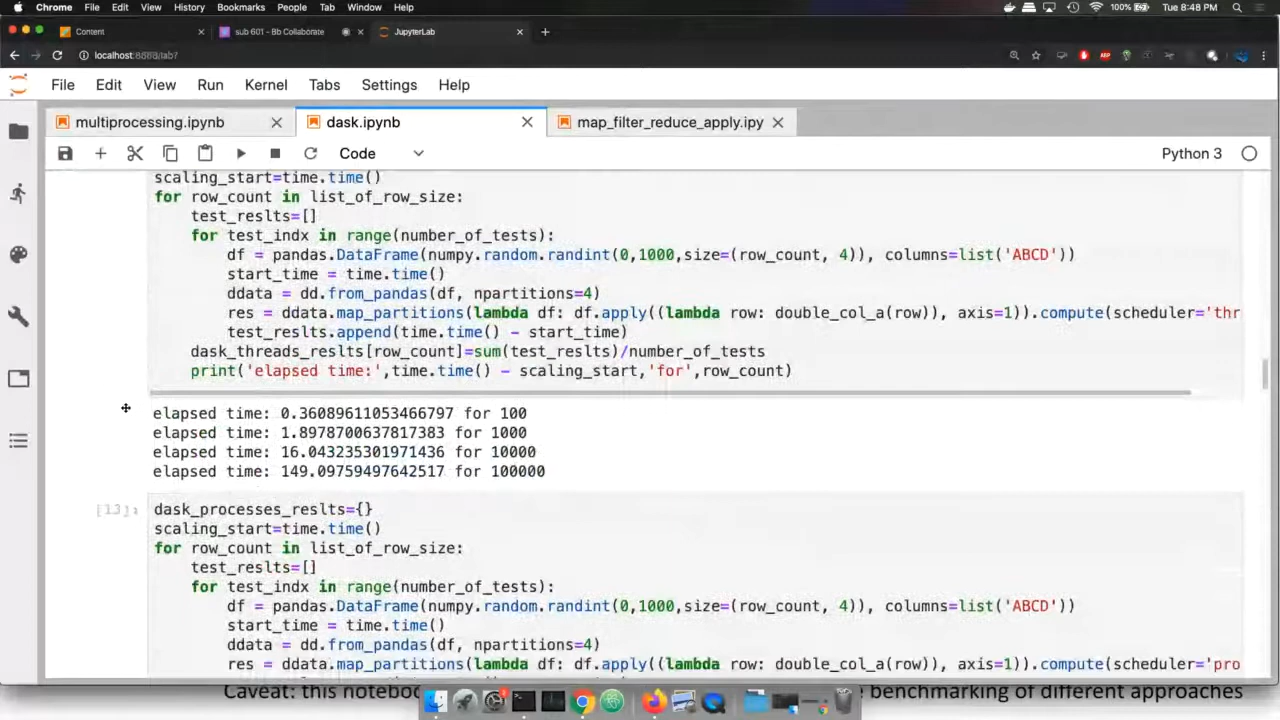 Chrome File Edit View History Bookmarks People Tab Window Help 100% Tue 8:48 PM
Content sub 601 - Bb Collaborate JupyterLab
localhost:8888/lab?
File Edit View Run Kernel Tabs Settings Help
multiprocessing.ipynb dask.ipynb map_filter_reduce_apply.ipy
Code Python 3
scaling_start=time.time()
for row_count in list_of_row_size:
test_reslts=[]
for test_indx in range(number_of_tests):
df = pandas.DataFrame(numpy.random.randint(0,1000,size=(row_count, 4)), columns=list('ABCD'))
start_time = time.time()
ddata = dd.from_pandas(df, npartitions=4)
res = ddata.map_partitions(lambda df: df.apply((lambda row: double_col_a(row)), axis=1)).compute(scheduler='thr
test_reslts.append(time.time() - start_time)
dask_threads_reslts[row_count]=sum(test_reslts)/number_of_tests
print('elapsed time:',time.time() - scaling_start,'for',row_count)
elapsed time: 0.36089611053466797 for 100
elapsed time: 1.8978700637817383 for 1000
elapsed time: 16.043235301971436 for 10000
elapsed time: 149.09759497642517 for 100000
[13]: dask_processes_reslts={}
scaling_start=time.time()
for row_count in list_of_row_size:
test_reslts=[]
for test_indx in range(number_of_tests):
df = pandas.DataFrame(numpy.random.randint(0,1000,size=(row_count, 4)), columns=list('ABCD'))
start_time = time.time()
ddata = dd.from_pandas(df, npartitions=4)
res = ddata.map_partitions(lambda df: df.apply((lambda row: double_col_a(row)), axis=1)).compute(scheduler='pro
Caveat: this notebo benchmarking of different approaches